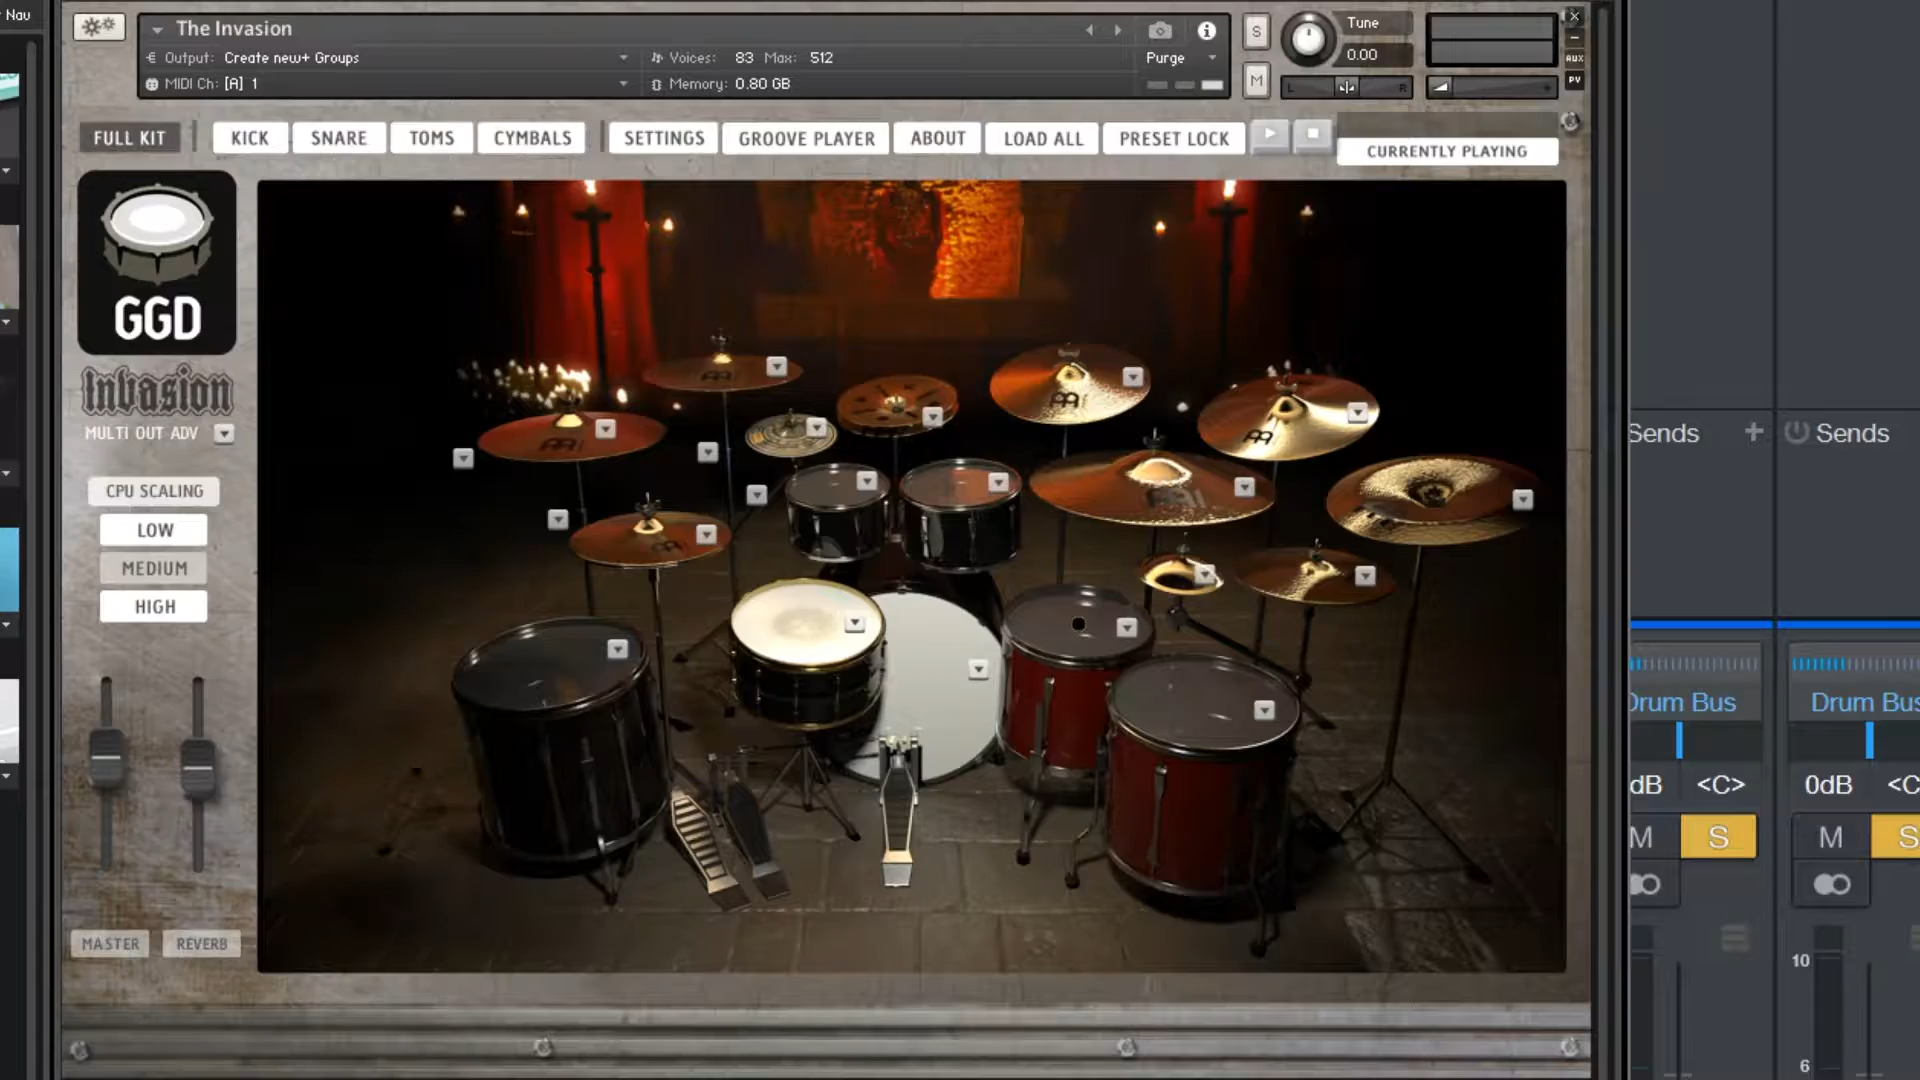 Nau
The Invasion
Output: Create new+ Groups
Voices: 83 Max: 512
Purge
MIDI Ch: [A] 1
Memory: 0.80 GB
S
M
Tune
0.00
L R
AUX
PV
FULL KIT
KICK
SNARE
TOMS
CYMBALS
SETTINGS
GROOVE PLAYER
ABOUT
LOAD ALL
PRESET LOCK
CURRENTLY PLAYING
GGD
Invasion
MULTI OUT ADV
CPU SCALING
LOW
MEDIUM
HIGH
MASTER
REVERB
Sends
Sends
Drum Bus
Drum Bus
dB <C>
0dB <C
M S
M S
10
6